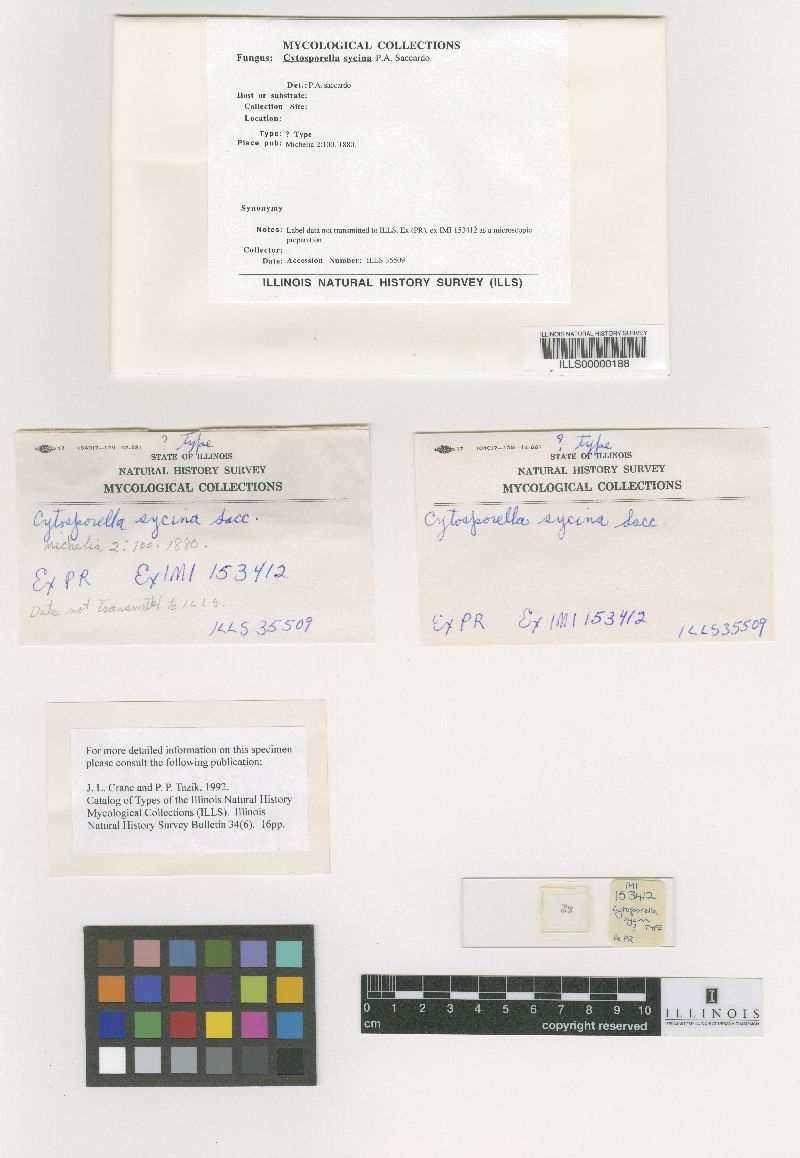 MYCOLOGICAL COLLECTIONS
Fungus: Cytosporella sycina P.A. Saccardo
Det.: P.A. saccardo
Host or substrate:
Collection Site:
Location:
Type: ? Type
Place pub: Michelia 2:100. 1880.
Synonymy
Notes: Label data not transmitted to ILLS. Ex (PR), ex IMI 153412 as a microscopic
preparation
Collector:
Date: Accession Number: ILLS 35509
ILLINOIS NATURAL HISTORY SURVEY (ILLS)
ILLINOIS NATURAL HISTORY SURVEY
ILLS00000188
? Type
STATE OF ILLINOIS
NATURAL HISTORY SURVEY
MYCOLOGICAL COLLECTIONS
Cytosporella sycina Sacc.
Michelia 2:100. 1880.
Ex PR Ex IMI 153412
Data not transmitted to ILLS.
ILLS 35509
? Type
STATE OF ILLINOIS
NATURAL HISTORY SURVEY
MYCOLOGICAL COLLECTIONS
Cytosporella sycina Sacc.
Ex PR Ex IMI 153412 ILLS35509
For more detailed information on this specimen
please consult the following publication:
J. L. Crane and P. P. Tazik, 1992.
Catalog of Types of the Illinois Natural History
Mycological Collections (ILLS). Illinois
Natural History Survey Bulletin 34(6). 16pp.
IMI
153412
Cytosporella
sycina
? TYPE
ex PR
0 1 2 3 4 5 6 7 8 9 10
cm copyright reserved
I
ILLINOIS
UNIVERSITY OF ILLINOIS AT URBANA-CHAMPAIGN